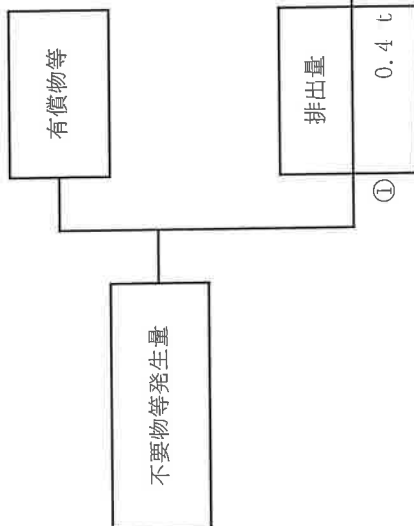 不要物等発生量
有償物等
排出量
① 0.4 t